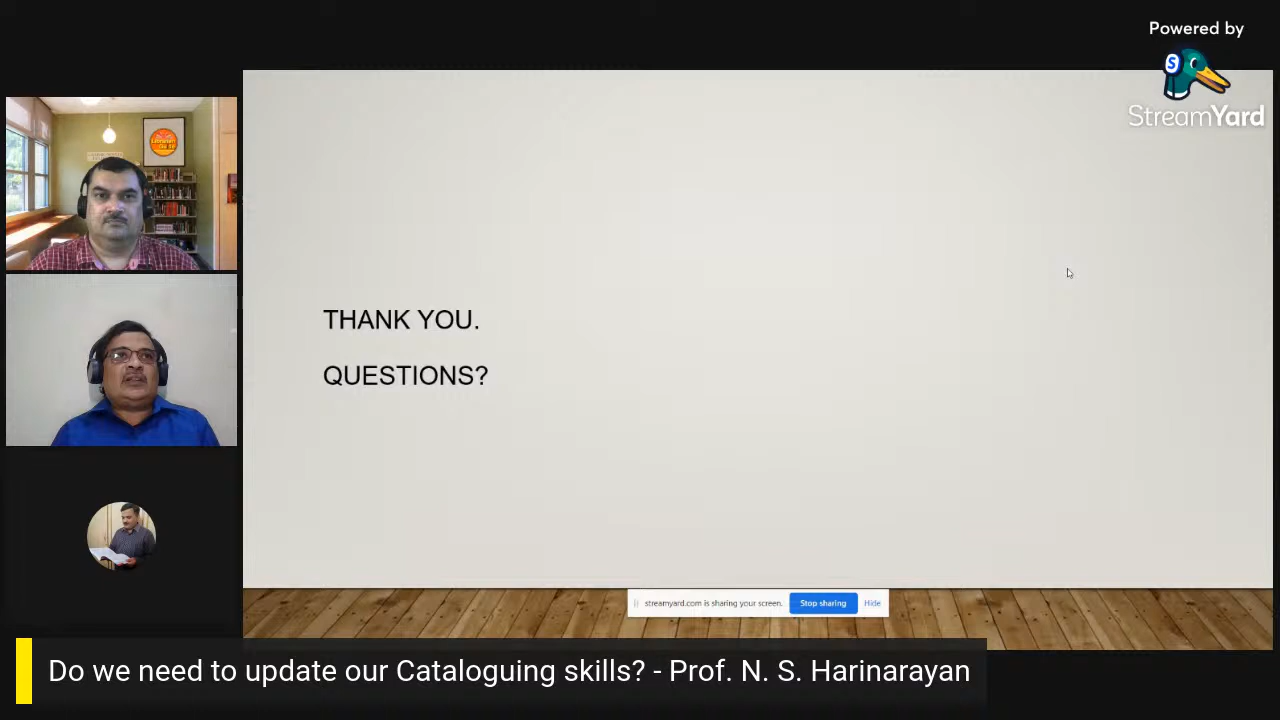 Powered by
StreamYard
THANK YOU.
QUESTIONS?
streamyard.com is sharing your screen.
Stop sharing
Hide
Do we need to update our Cataloguing skills? - Prof. N. S. Harinarayan